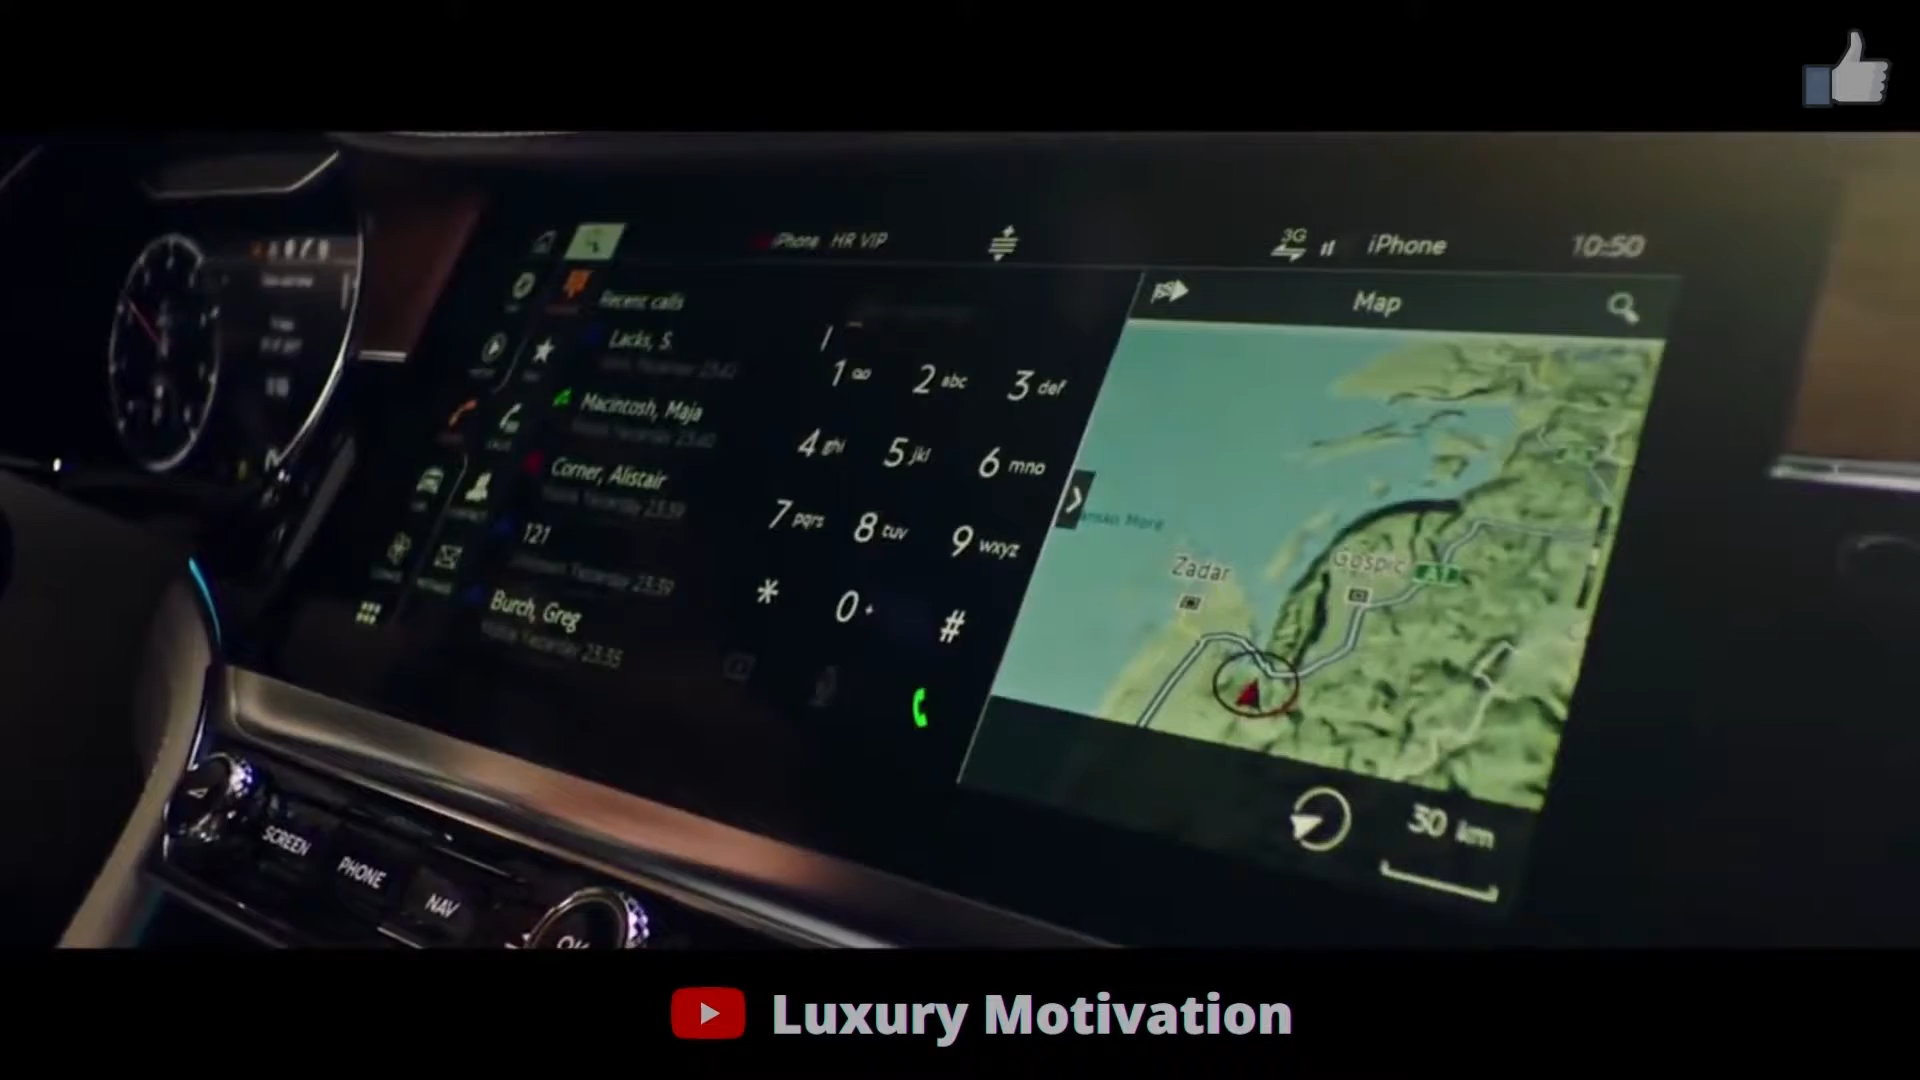 iPhone HR VIP
3G iPhone 10:50
Recent calls
Lacks, S.
Macintosh, Maja
Corner, Alistair
121
Burch, Greg
1
2 abc
3 def
4 ghi
5 jkl
6 mno
7 pqrs
8 tuv
9 wxyz
*
0 +
#
Map
Zadar
Gospic
30 km
SCREEN
PHONE
NAV
OK
Luxury Motivation